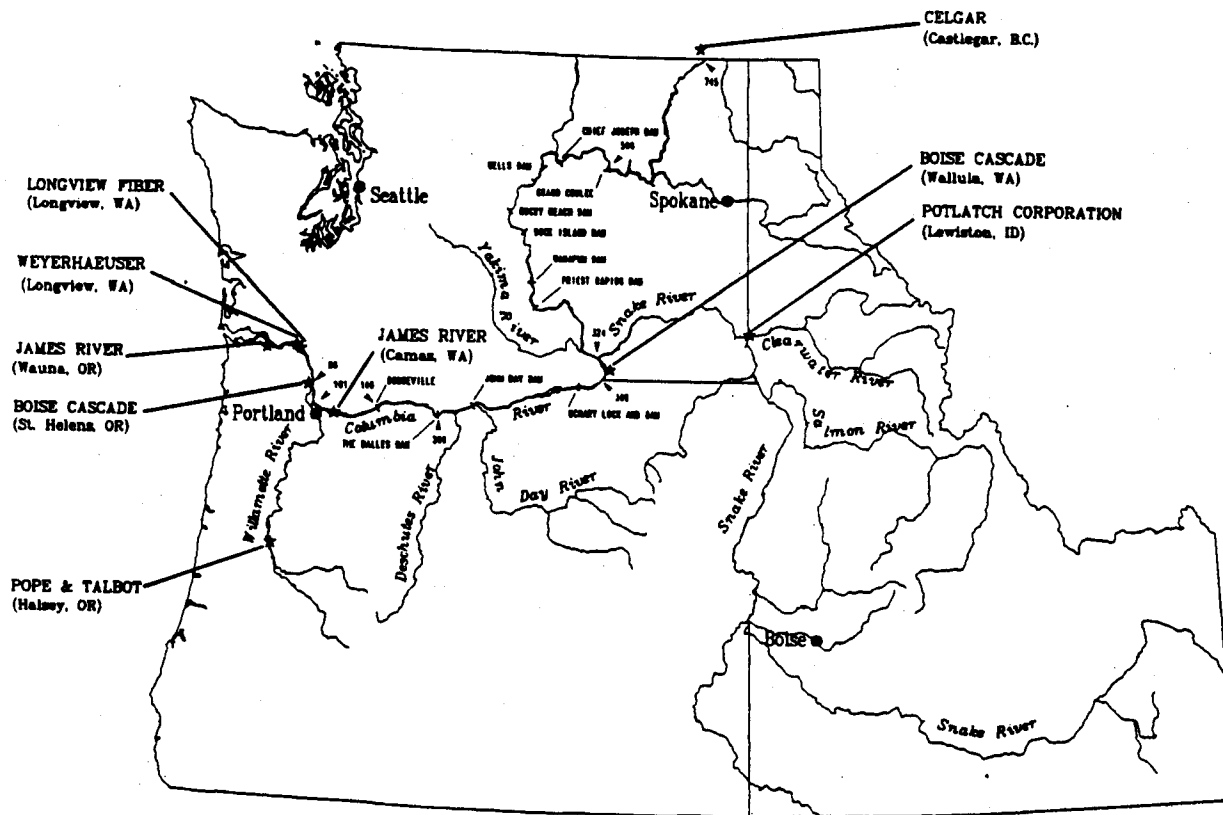 CELGAR
(Castlegar, B.C.)
745
CHIEF JOSEPH DAM
WELLS DAM
GRAND COULEE
BOISE CASCADE
(Wallula, WA)
LONGVIEW FIBER
(Longview, WA)
Seattle
ROCKY REACH DAM
Spokane
POTLATCH CORPORATION
(Lewiston, ID)
ROCK ISLAND DAM
WEYERHAEUSER
(Longview, WA)
WANAPUM DAM
PRIEST RAPIDS DAM
Yakima River
Snake River
324
JAMES RIVER
(Wauna, OR)
JAMES RIVER
(Camas, WA)
Clearwater River
BOISE CASCADE
(St. Helens, OR)
101
BONNEVILLE
JOHN DAY DAM
Portland
Columbia River
MCNARY LOCK AND DAM
THE DALLES DAM
Salmon River
Willamette River
Deschutes River
John Day River
Snake River
POPE & TALBOT
(Halsey, OR)
Boise
Snake River